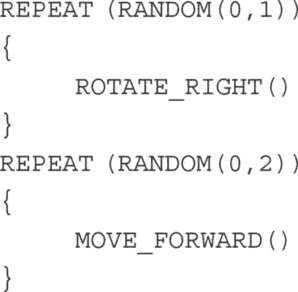 REPEAT (RANDOM(0,1))
{
ROTATE_RIGHT()
}
REPEAT (RANDOM(0,2))
{
MOVE_FORWARD()
}